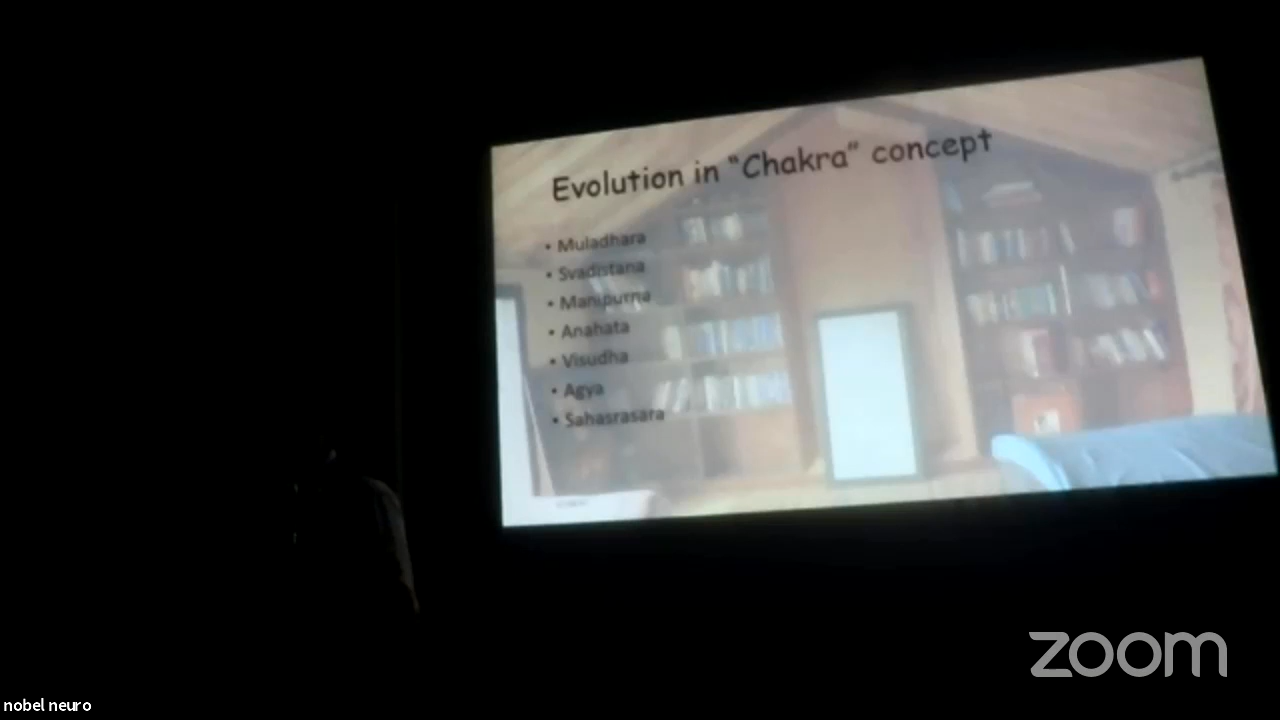 Evolution in “Chakra” concept
• Muladhara
• Svadistana
• Manipurna
• Anahata
• Visudha
• Agya
• Sahasrasara
zoom
nobel neuro